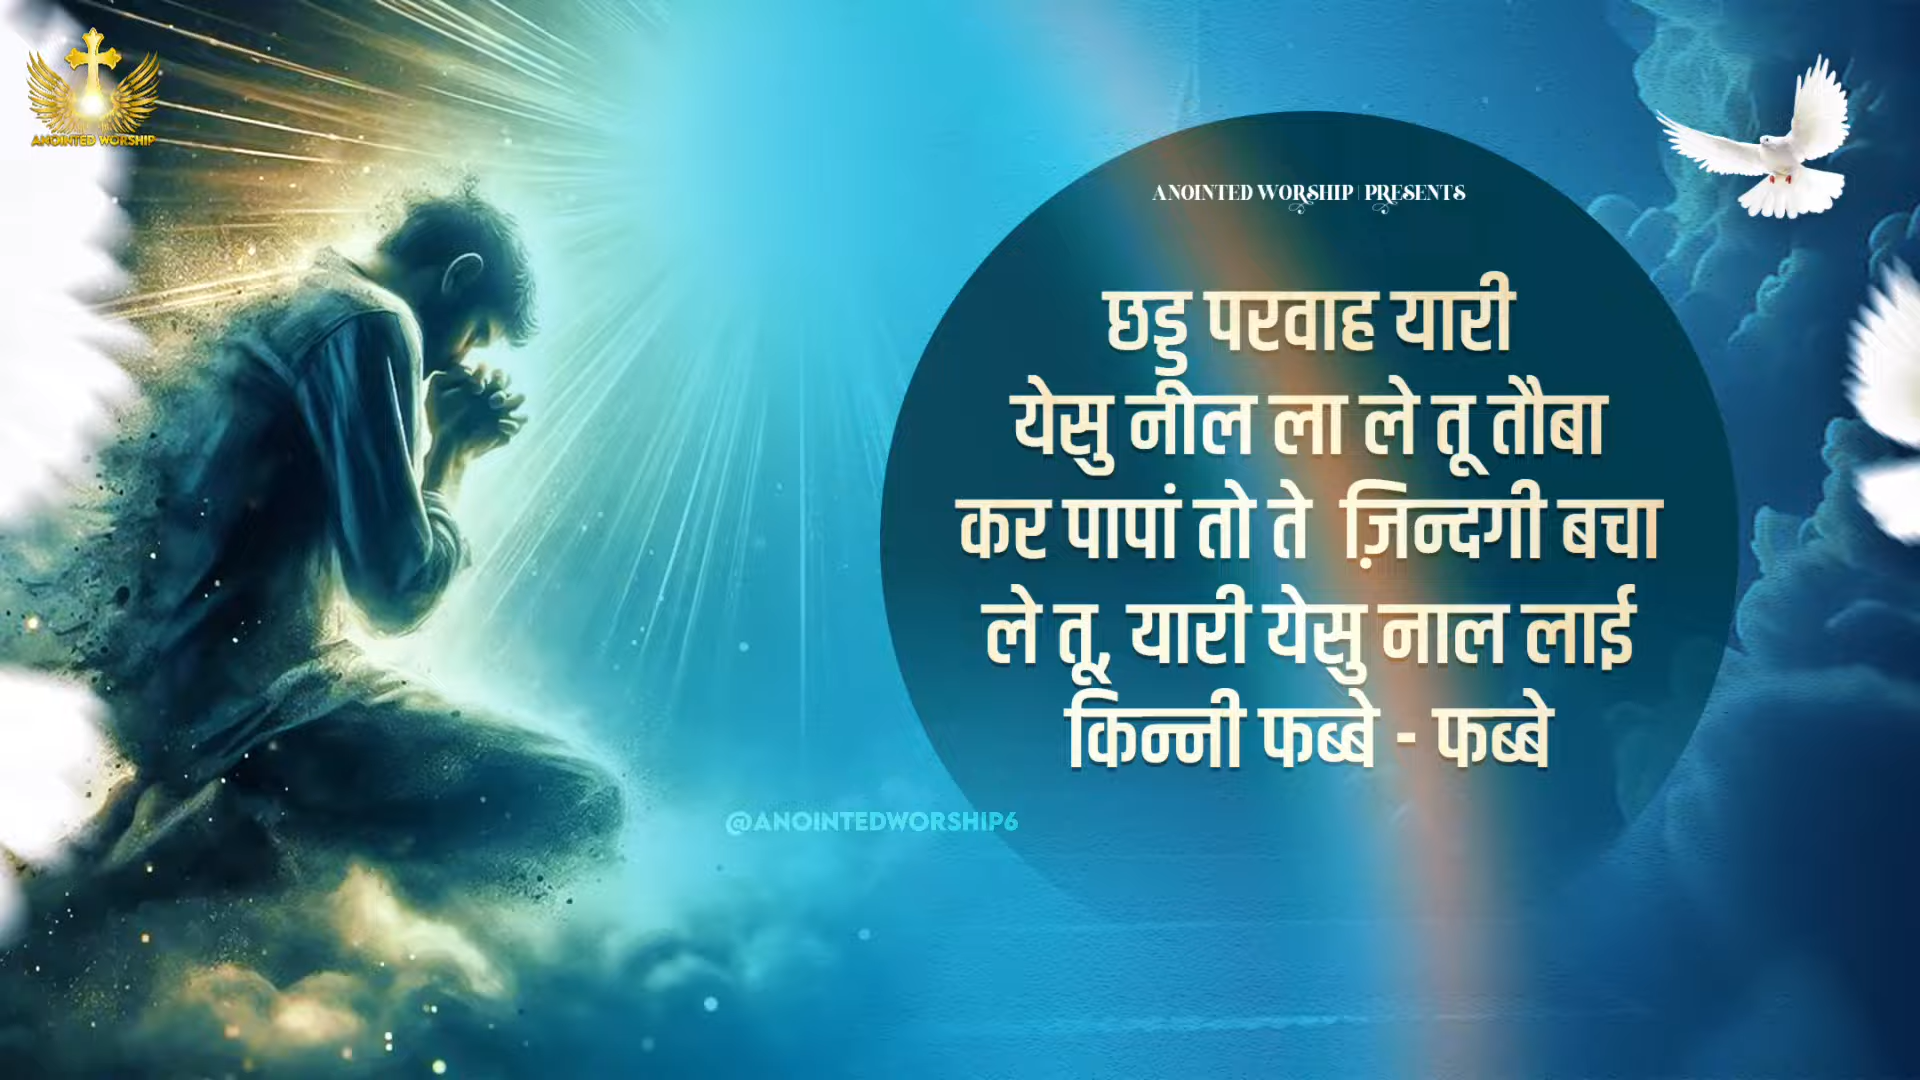 ANOINTED WORSHIP
ANOINTED WORSHIP | PRESENTS
छड्डू परवाह यारी
येसु नील ला ले तू तौबा
कर पापां तो ते ज़िन्दगी बचा
ले तू, यारी येसु नाल लाई
किन्नी फब्बे - फब्बे
@ANOINTEDWORSHIP6